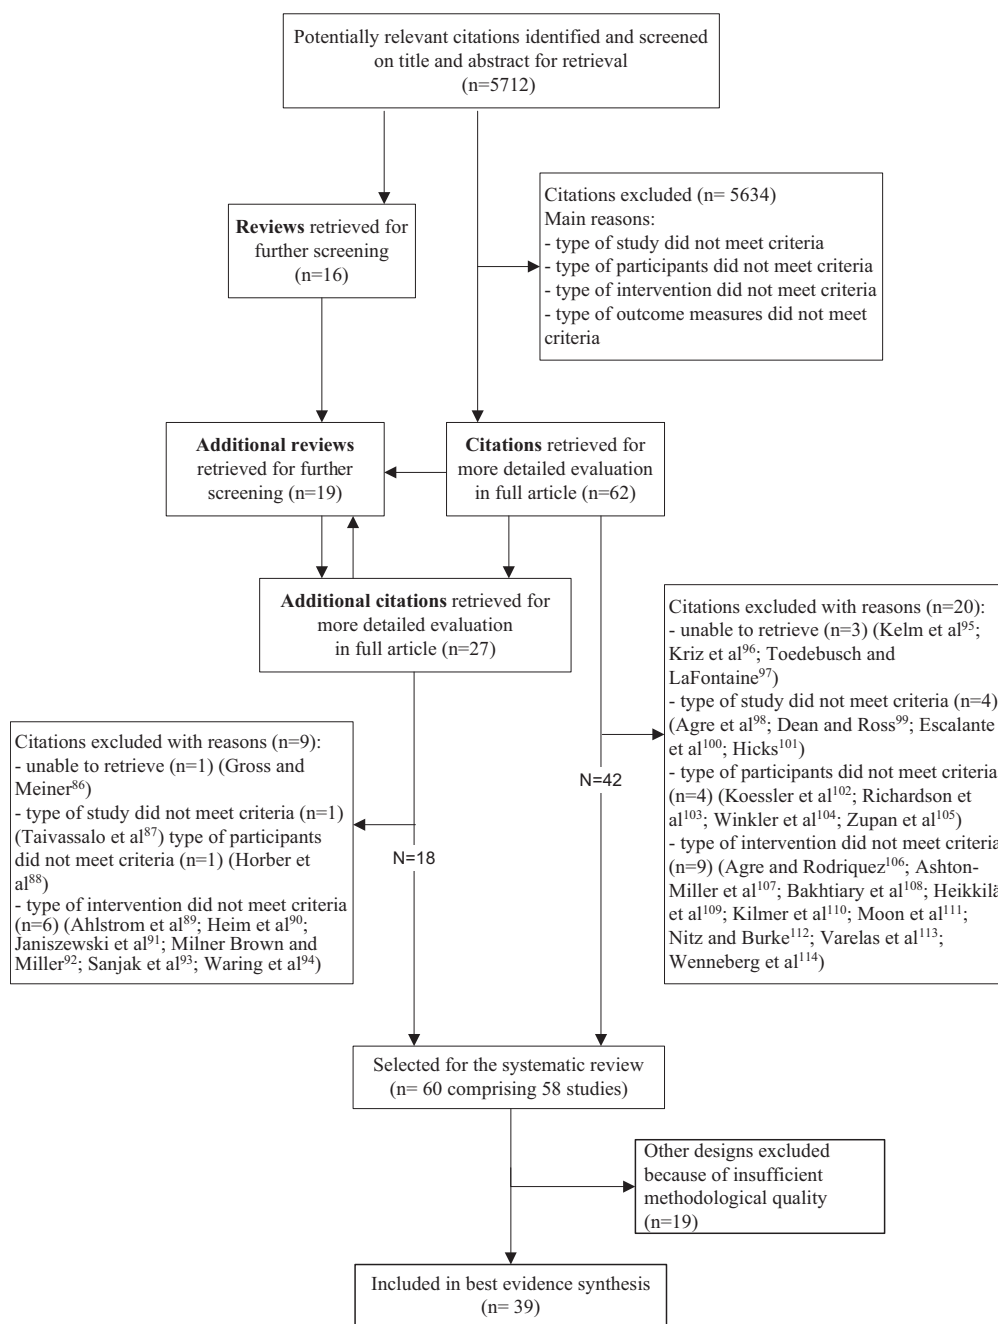 Potentially relevant citations identified and screened
on title and abstract for retrieval
(n=5712)
Citations excluded (n= 5634)
Main reasons:
- type of study did not meet criteria
- type of participants did not meet criteria
- type of intervention did not meet criteria
- type of outcome measures did not meet
criteria
Reviews retrieved for
further screening
(n=16)
Additional reviews
retrieved for further
screening (n=19)
Citations retrieved for
more detailed evaluation
in full article (n=62)
Additional citations retrieved for
more detailed evaluation
in full article (n=27)
Citations excluded with reasons (n=20):
- unable to retrieve (n=3) (Kelm et al95;
Kriz et al96; Toedebusch and
LaFontaine97)
- type of study did not meet criteria (n=4)
(Agre et al98; Dean and Ross99; Escalante
et al100; Hicks101)
- type of participants did not meet criteria
(n=4) (Koessler et al102; Richardson et
al103; Winkler et al104; Zupan et al105)
- type of intervention did not meet criteria
(n=9) (Agre and Rodriquez106; Ashton-
Miller et al107; Bakhtiary et al108; Heikkilä
et al109; Kilmer et al110; Moon et al111;
Nitz and Burke112; Varelas et al113;
Wenneberg et al114)
Citations excluded with reasons (n=9):
- unable to retrieve (n=1) (Gross and
Meiner86)
- type of study did not meet criteria (n=1)
(Taivassalo et al87) type of participants
did not meet criteria (n=1) (Horber et
al88)
- type of intervention did not meet criteria
(n=6) (Ahlstrom et al89; Heim et al90;
Janiszewski et al91; Milner Brown and
Miller92; Sanjak et al93; Waring et al94)
N=42
N=18
Selected for the systematic review
(n= 60 comprising 58 studies)
Other designs excluded
because of insufficient
methodological quality
(n=19)
Included in best evidence synthesis
(n= 39)